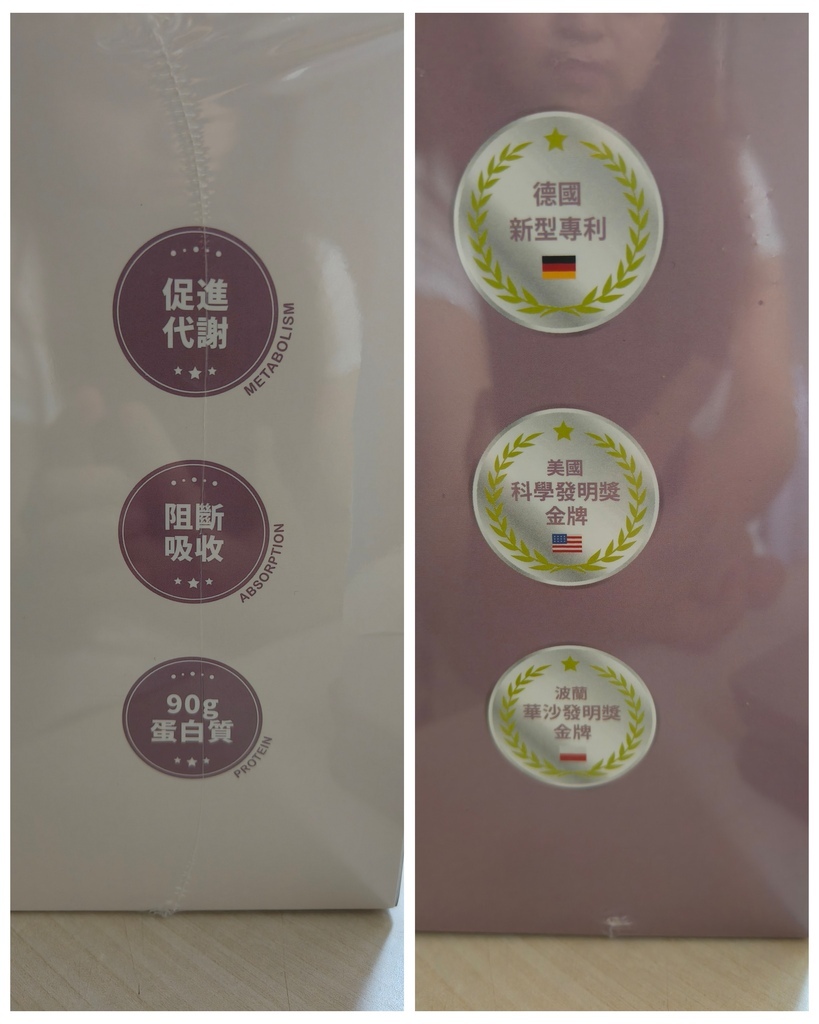 促進
代謝
METABOLISM
阻斷
吸收
ABSORPTION
90g
蛋白質
PROTEIN
德國
新型專利
美國
科學發明獎
金牌
波蘭
華沙發明獎
金牌